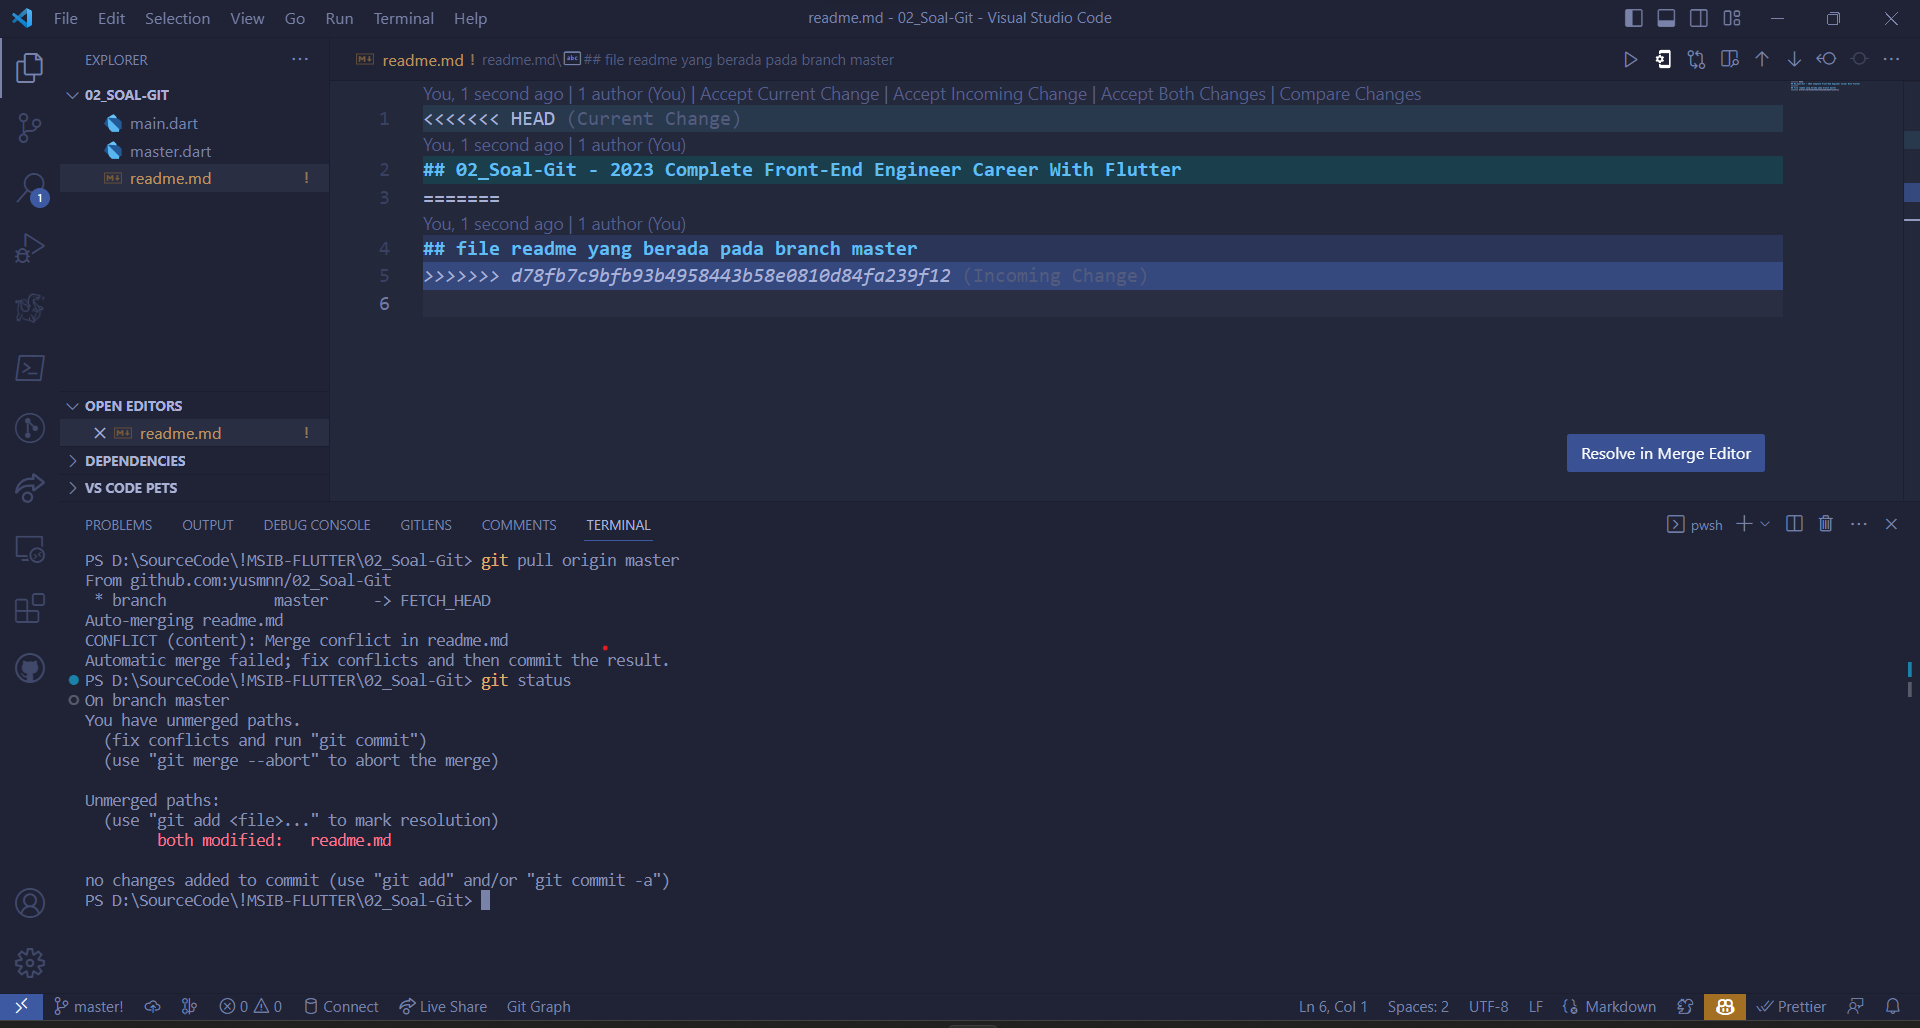 File Edit Selection View Go Run Terminal Help
readme.md - 02_Soal-Git - Visual Studio Code
EXPLORER
02_SOAL-GIT
main.dart
master.dart
readme.md !
1
OPEN EDITORS
readme.md !
DEPENDENCIES
VS CODE PETS
readme.md ! readme.md\ abc ## file readme yang berada pada branch master
You, 1 second ago | 1 author (You) | Accept Current Change | Accept Incoming Change | Accept Both Changes | Compare Changes
1 <<<<<<< HEAD (Current Change)
You, 1 second ago | 1 author (You)
2 ## 02_Soal-Git - 2023 Complete Front-End Engineer Career With Flutter
3 =======
You, 1 second ago | 1 author (You)
4 ## file readme yang berada pada branch master
5 >>>>>>> d78fb7c9bfb93b4958443b58e0810d84fa239f12 (Incoming Change)
6
Resolve in Merge Editor
PROBLEMS OUTPUT DEBUG CONSOLE GITLENS COMMENTS TERMINAL
pwsh
PS D:\SourceCode\!MSIB-FLUTTER\02_Soal-Git> git pull origin master
From github.com:yusmnn/02_Soal-Git
* branch master -> FETCH_HEAD
Auto-merging readme.md
CONFLICT (content): Merge conflict in readme.md
Automatic merge failed; fix conflicts and then commit the result.
PS D:\SourceCode\!MSIB-FLUTTER\02_Soal-Git> git status
On branch master
You have unmerged paths.
(fix conflicts and run "git commit")
(use "git merge --abort" to abort the merge)
Unmerged paths:
(use "git add <file>..." to mark resolution)
both modified: readme.md
no changes added to commit (use "git add" and/or "git commit -a")
PS D:\SourceCode\!MSIB-FLUTTER\02_Soal-Git>
master! 0 0 Connect Live Share Git Graph
Ln 6, Col 1 Spaces: 2 UTF-8 LF Markdown Prettier